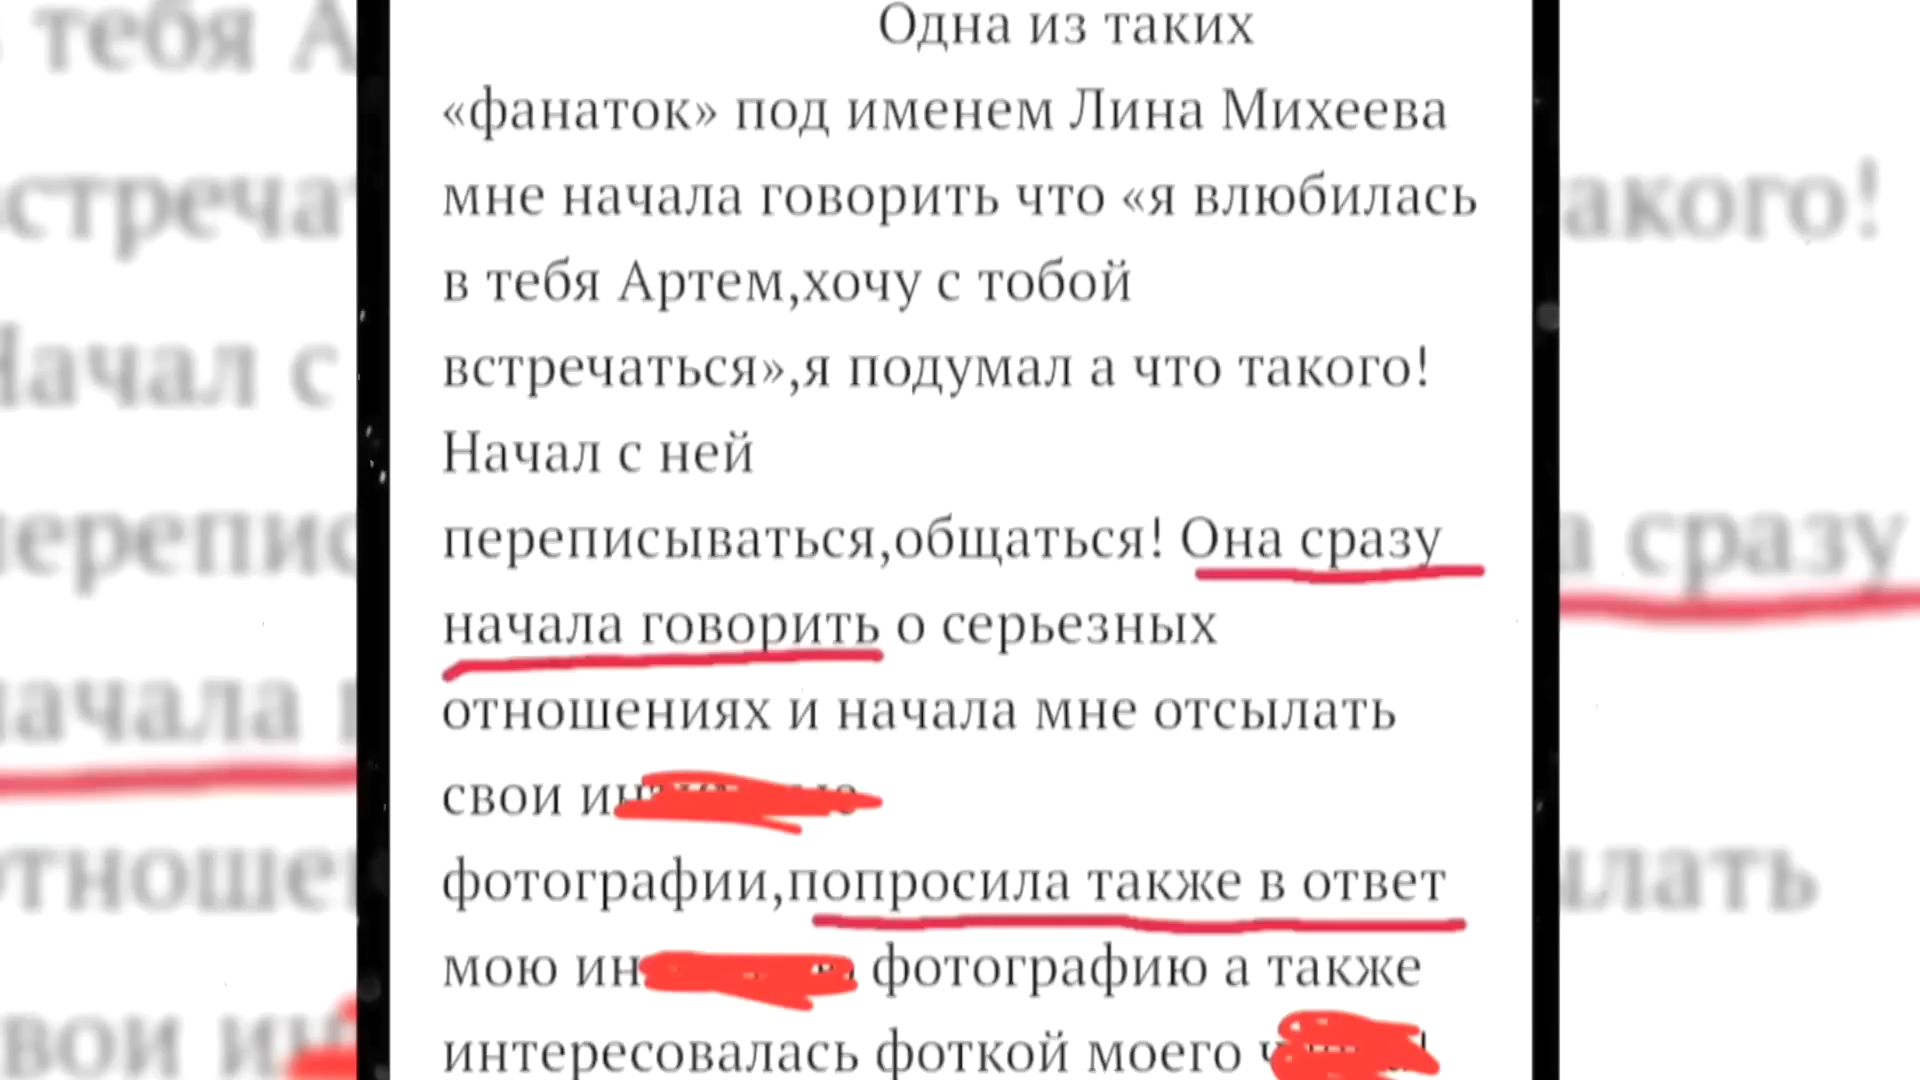 Одна из таких
«фанаток» под именем Лина Михеева
мне начала говорить что «я влюбилась
в тебя Артем,хочу с тобой
встречаться»,я подумал а что такого!
Начал с ней
переписываться,общаться! Она сразу
начала говорить о серьезных
отношениях и начала мне отсылать
свои
фотографии,попросила также в ответ
мою фотографию а также
интересовалась фоткой моего